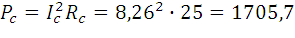 P_c = I_c^2 R_c = 8,26^2 · 25 = 1705,7